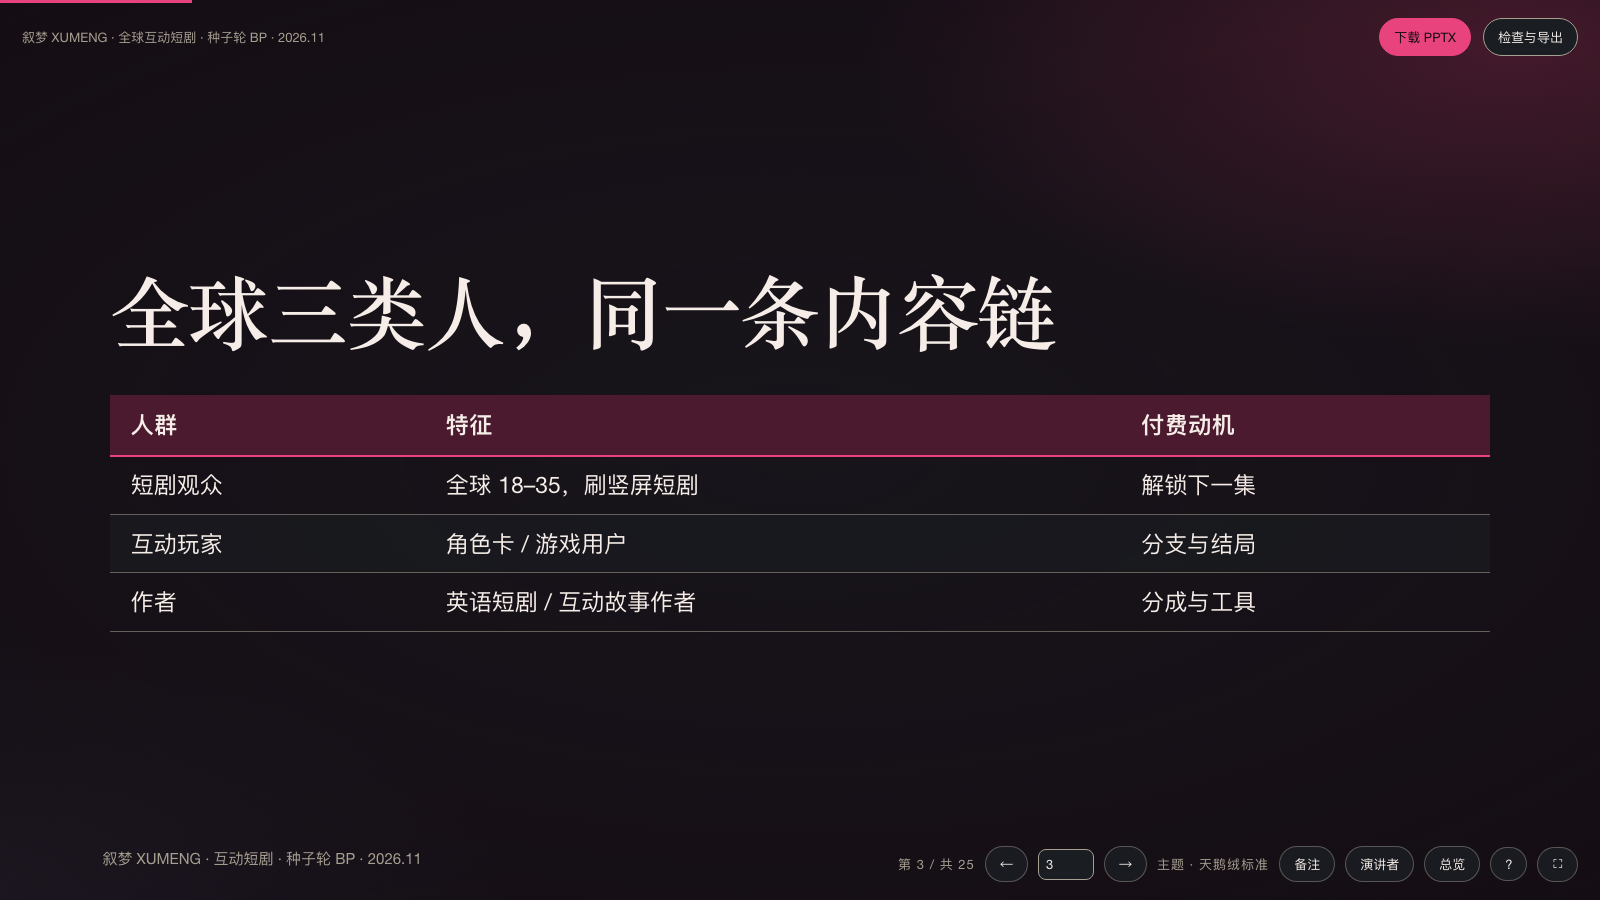 叙梦 XUMENG · 全球互动短剧 · 种子轮 BP · 2026.11
下载 PPTX
检查与导出
全球三类人，同一条内容链
人群 特征 付费动机
短剧观众 全球 18–35，刷竖屏短剧 解锁下一集
互动玩家 角色卡 / 游戏用户 分支与结局
作者 英语短剧 / 互动故事作者 分成与工具
叙梦 XUMENG · 互动短剧 · 种子轮 BP · 2026.11
第 3 / 共 25 ← 3 → 主题 · 天鹅绒标准 备注 演讲者 总览 ?